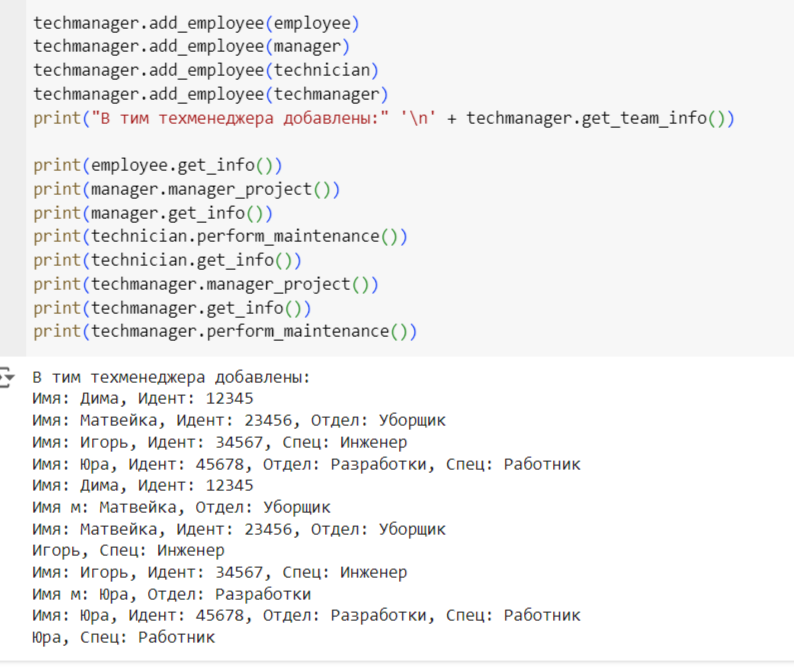 techmanager.add_employee(employee)
techmanager.add_employee(manager)
techmanager.add_employee(technician)
techmanager.add_employee(techmanager)
print("В тим техменеджера добавлены:" '\n' + techmanager.get_team_info())
print(employee.get_info())
print(manager.manager_project())
print(manager.get_info())
print(technician.perform_maintenance())
print(technician.get_info())
print(techmanager.manager_project())
print(techmanager.get_info())
print(techmanager.perform_maintenance())
В тим техменеджера добавлены:
Имя: Дима, Идент: 12345
Имя: Матвейка, Идент: 23456, Отдел: Уборщик
Имя: Игорь, Идент: 34567, Спец: Инженер
Имя: Юра, Идент: 45678, Отдел: Разработки, Спец: Работник
Имя: Дима, Идент: 12345
Имя м: Матвейка, Отдел: Уборщик
Имя: Матвейка, Идент: 23456, Отдел: Уборщик
Игорь, Спец: Инженер
Имя: Игорь, Идент: 34567, Спец: Инженер
Имя м: Юра, Отдел: Разработки
Имя: Юра, Идент: 45678, Отдел: Разработки, Спец: Работник
Юра, Спец: Работник